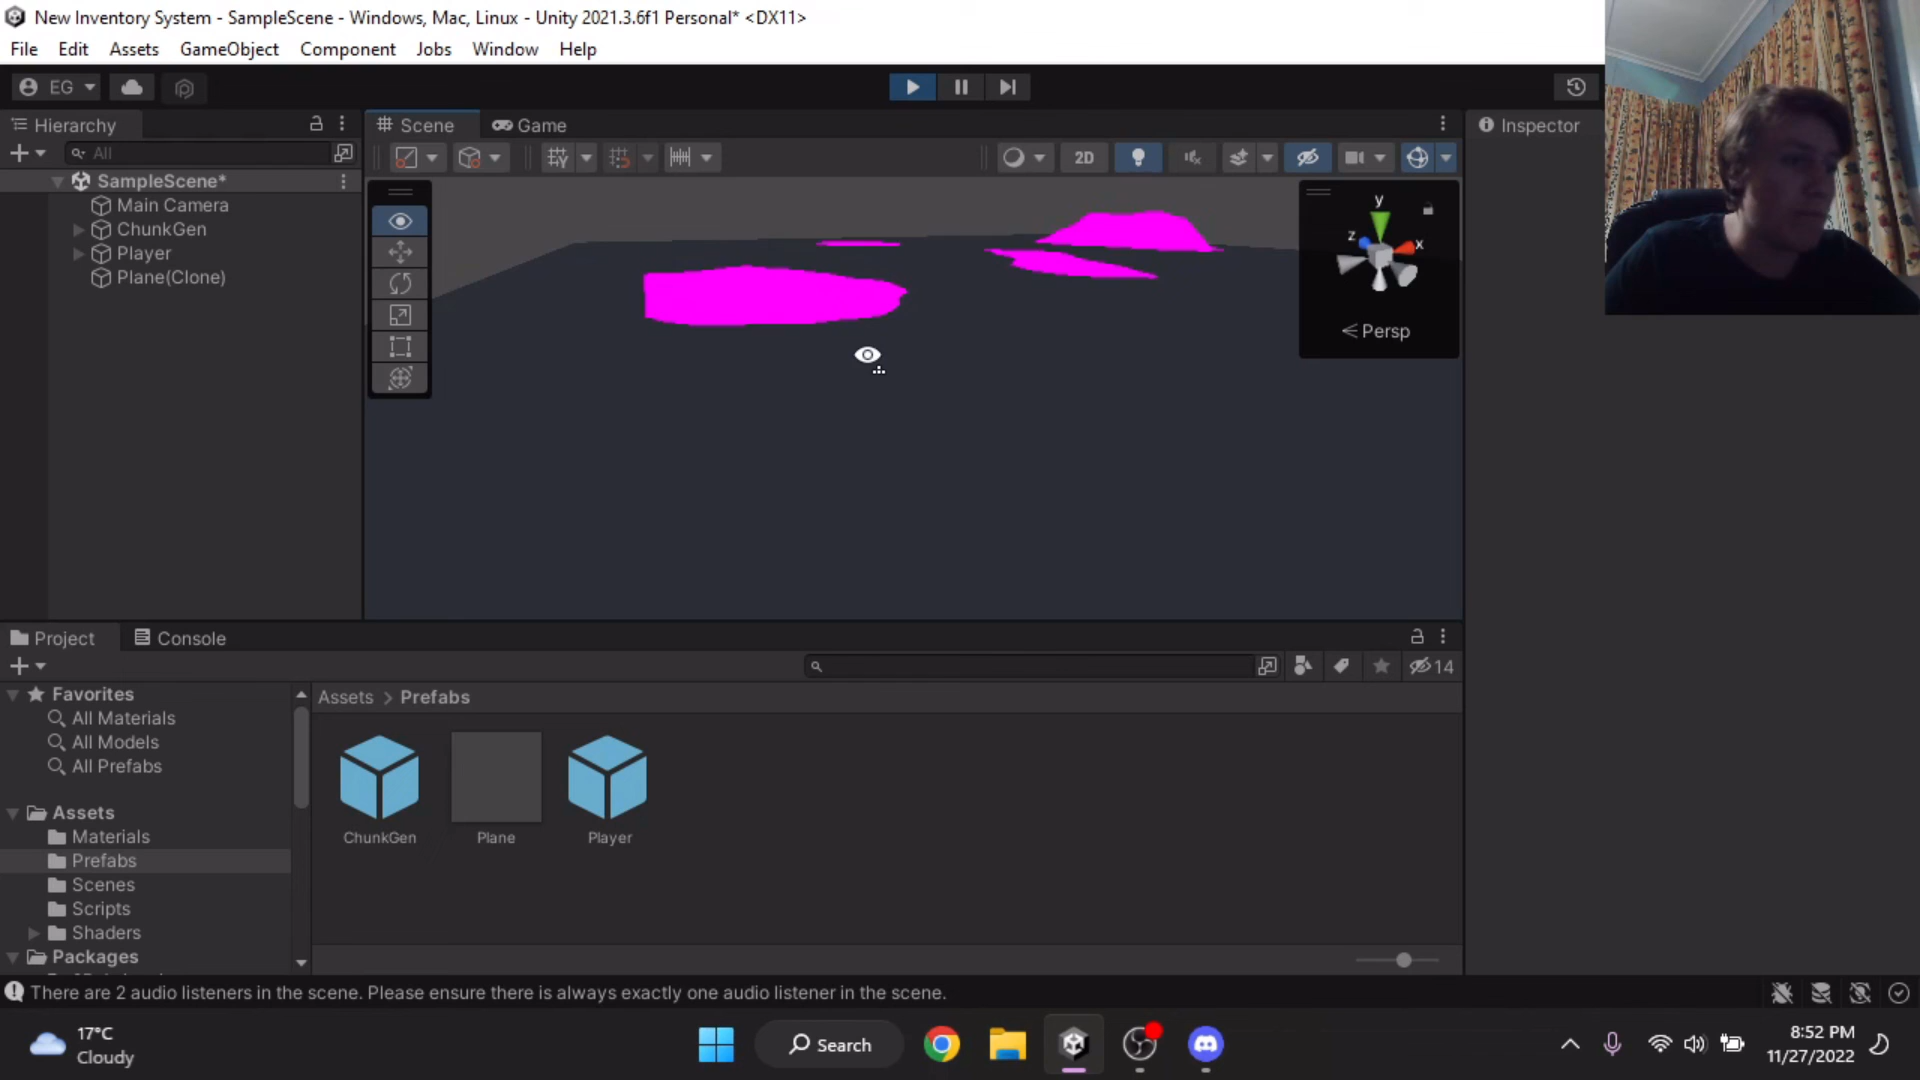 New Inventory System - SampleScene - Windows, Mac, Linux - Unity 2021.3.6f1 Personal* <DX11>
File Edit Assets GameObject Component Jobs Window Help
EG
Hierarchy
Scene
Game
Inspector
All
2D
SampleScene*
Main Camera
ChunkGen
Player
Plane(Clone)
y
z
x
Persp
Project
Console
14
Favorites
All Materials
All Models
All Prefabs
Assets
Materials
Prefabs
Scenes
Scripts
Shaders
Packages
Assets > Prefabs
ChunkGen
Plane
Player
There are 2 audio listeners in the scene. Please ensure there is always exactly one audio listener in the scene.
17°C
Cloudy
Search
8:52 PM
11/27/2022